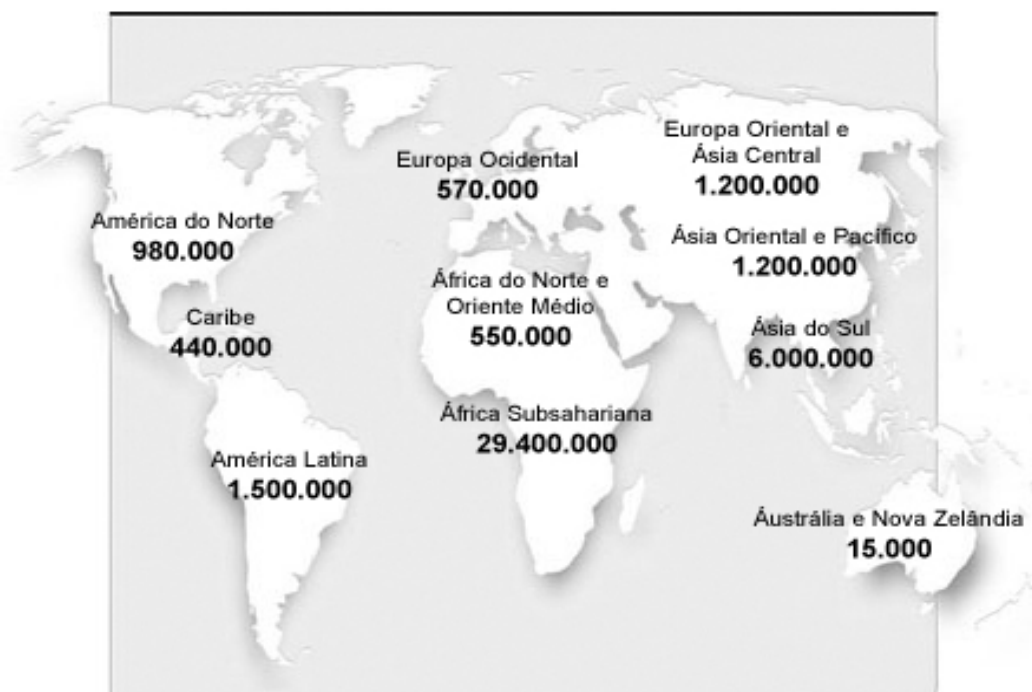 Europa Oriental e
Ásia Central
1.200.000
Europa Ocidental
570.000
América do Norte
980.000
Ásia Oriental e Pacífico
1.200.000
África do Norte e
Oriente Médio
550.000
Caribe
440.000
Ásia do Sul
6.000.000
África Subsahariana
29.400.000
América Latina
1.500.000
Áustrália e Nova Zelândia
15.000